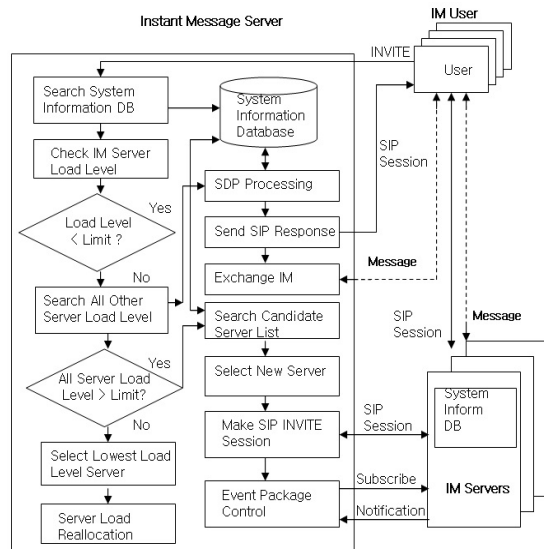 Instant Message Server
IM User
INVITE
User
Search System
Information DB
System
Information
Database
Check IM Server
Load Level
SIP
Session
SDP Processing
Yes
Load Level
< Limit ?
Send SIP Response
Message
No
Exchange IM
Search All Other
Server Load Level
Search Candidate
Server List
SIP
Session
Message
Yes
All Server Load
Level > Limit?
Select New Server
System
Inform
DB
No
Make SIP INVITE
Session
SIP
Session
Select Lowest Load
Level Server
Event Package
Control
Subscribe
IM Servers
Notification
Server Load
Reallocation